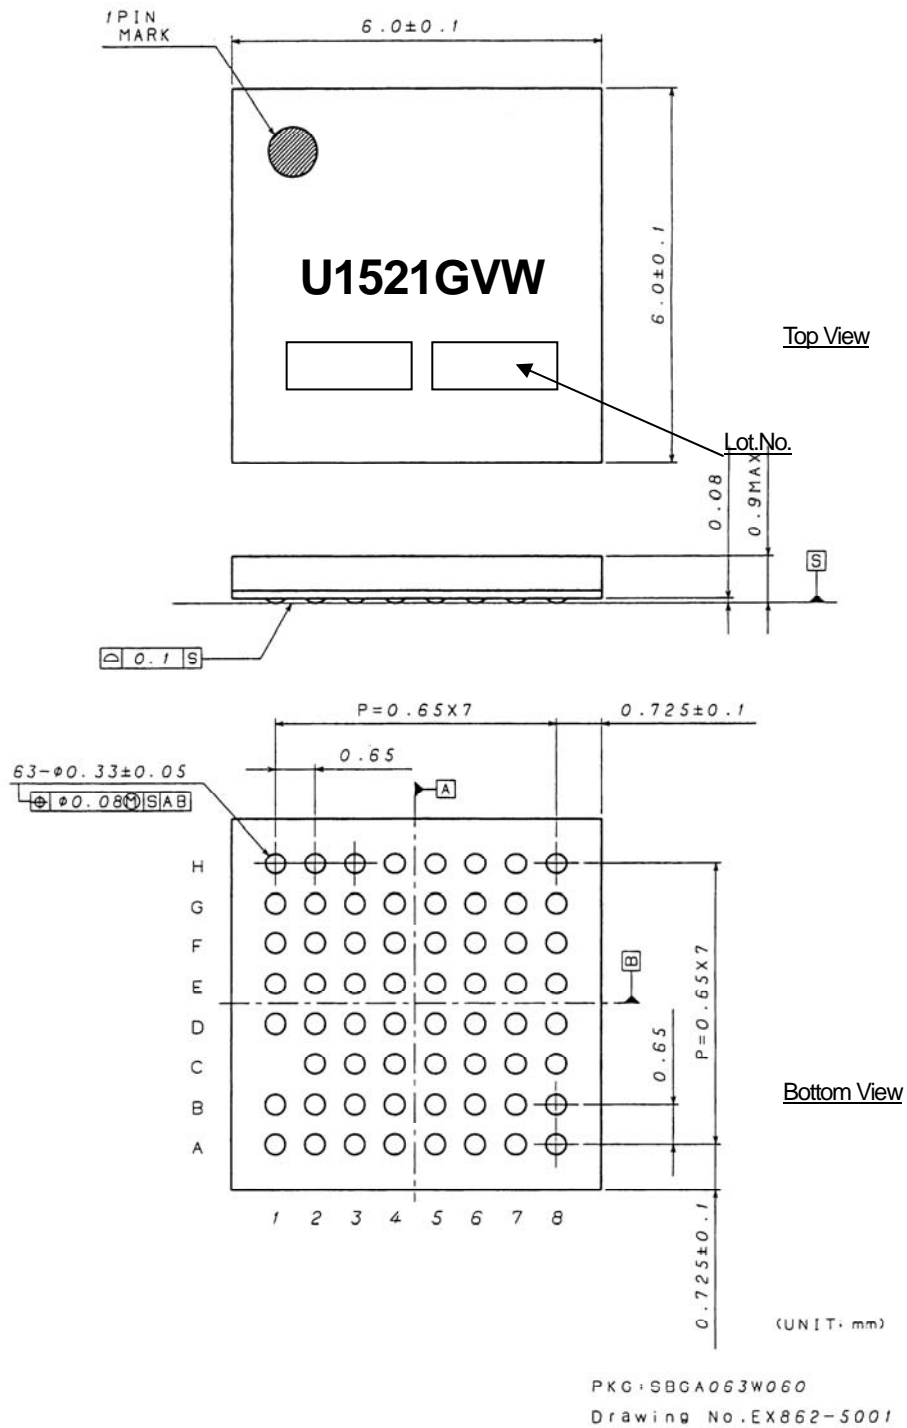 1PIN
MARK
6.0±0.1
U1521GVW
6.0±0.1
Top View
Lot.No.
0.08
0.9MAX
S
⌓ 0.1 S
P=0.65X7
0.725±0.1
0.65
63-φ0.33±0.05
⌖ φ0.08Ⓜ S A B
A
H
G
F
E
D
C
B
A
B
P=0.65X7
0.65
Bottom View
1 2 3 4 5 6 7 8
0.725±0.1
(UNIT: mm)
PKG:SBGA063W060
Drawing No.EX862-5001